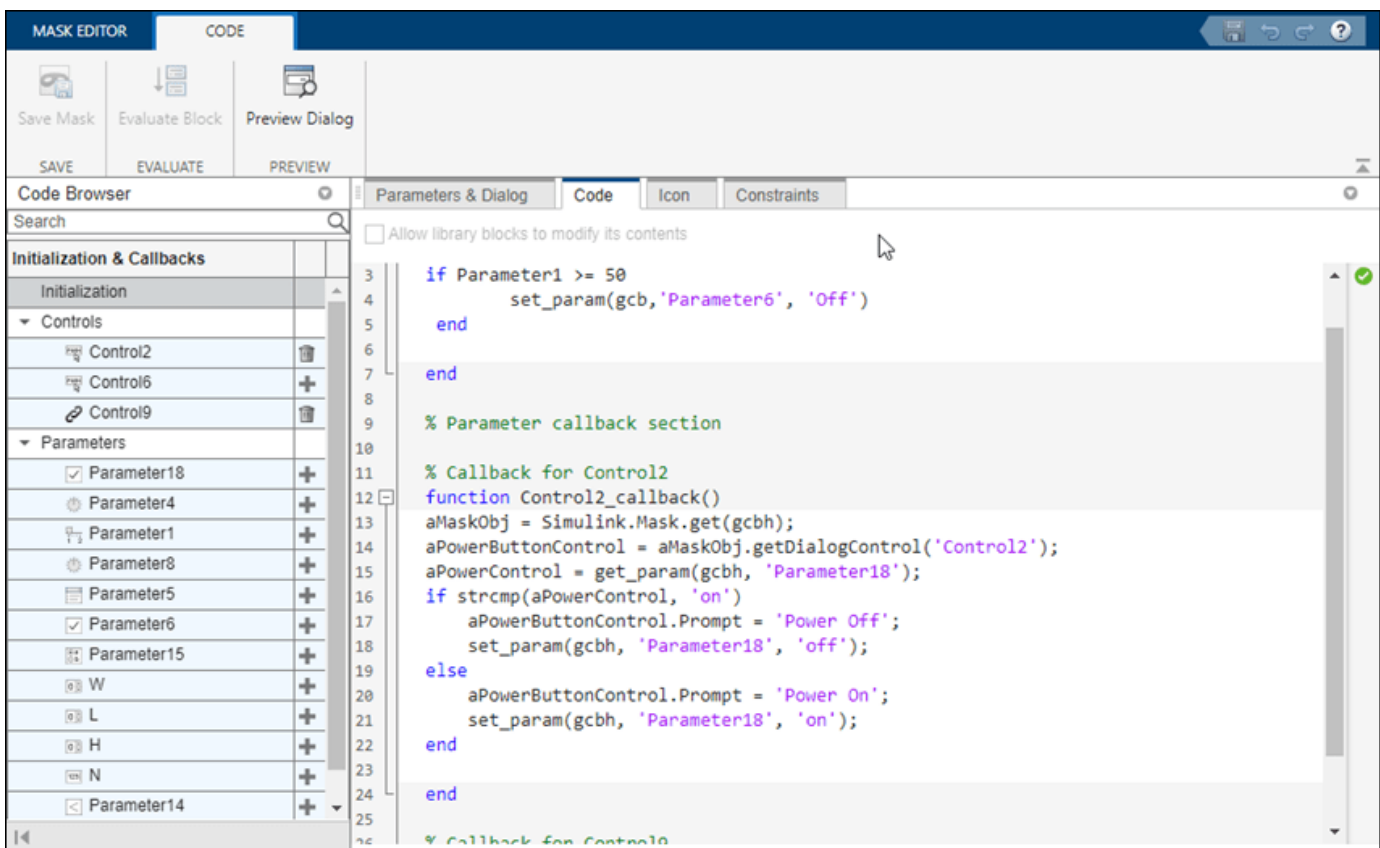 MASK EDITOR CODE
Save Mask Evaluate Block Preview Dialog
SAVE EVALUATE PREVIEW
Code Browser
Search
Initialization & Callbacks
Initialization
Controls
Control2
Control6
Control9
Parameters
Parameter18
Parameter4
Parameter1
Parameter8
Parameter5
Parameter6
Parameter15
W
L
H
N
Parameter14
Parameters & Dialog Code Icon Constraints
Allow library blocks to modify its contents
3 if Parameter1 >= 50
4 set_param(gcb,'Parameter6', 'Off')
5 end
6
7 end
8
9 % Parameter callback section
10
11 % Callback for Control2
12 function Control2_callback()
13 aMaskObj = Simulink.Mask.get(gcbh);
14 aPowerButtonControl = aMaskObj.getDialogControl('Control2');
15 aPowerControl = get_param(gcbh, 'Parameter18');
16 if strcmp(aPowerControl, 'on')
17 aPowerButtonControl.Prompt = 'Power Off';
18 set_param(gcbh, 'Parameter18', 'off');
19 else
20 aPowerButtonControl.Prompt = 'Power On';
21 set_param(gcbh, 'Parameter18', 'on');
22 end
23
24 end
25
26 % Callback for Control9